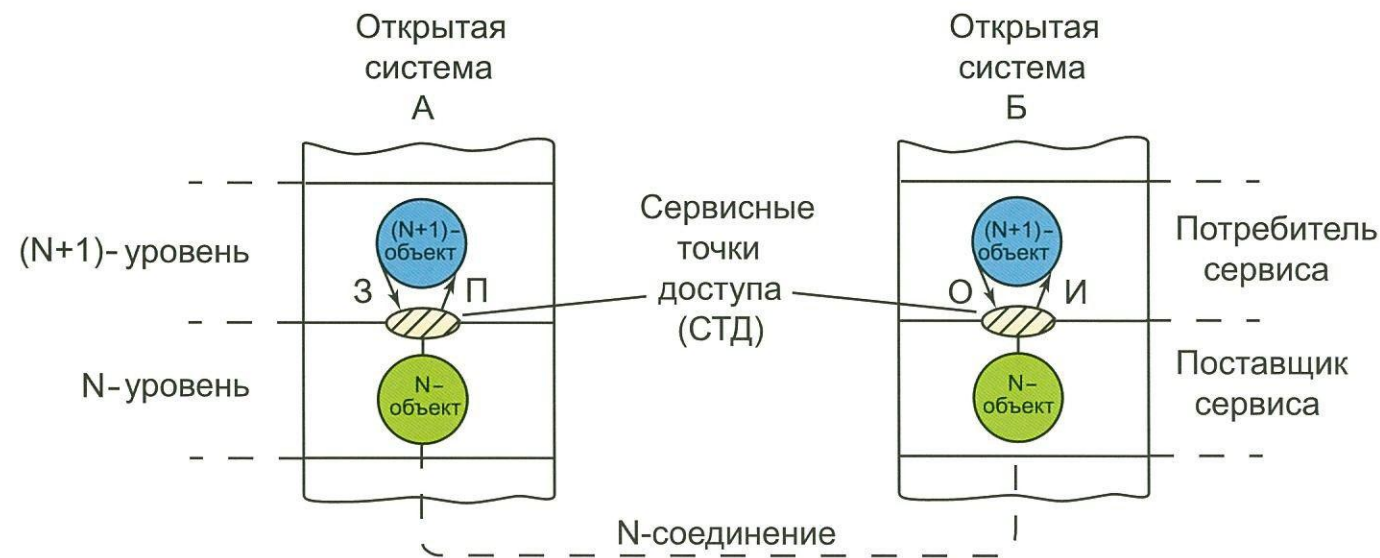 Открытая
система
А
Открытая
система
Б
(N+1)- уровень
(N+1)-
объект
З
П
Сервисные
точки
доступа
(СТД)
(N+1)-
объект
О
И
Потребитель
сервиса
N-уровень
N-
объект
N-
объект
Поставщик
сервиса
N-соединение